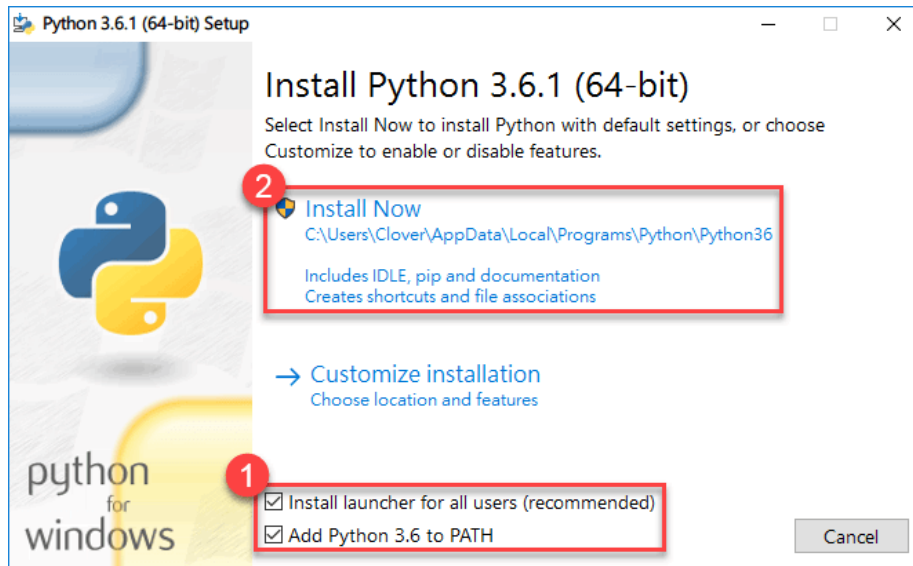 Python 3.6.1 (64-bit) Setup
Install Python 3.6.1 (64-bit)
Select Install Now to install Python with default settings, or choose
Customize to enable or disable features.
2
Install Now
C:\Users\Clover\AppData\Local\Programs\Python\Python36
Includes IDLE, pip and documentation
Creates shortcuts and file associations
→ Customize installation
Choose location and features
1
Install launcher for all users (recommended)
Add Python 3.6 to PATH
python
for
windows
Cancel